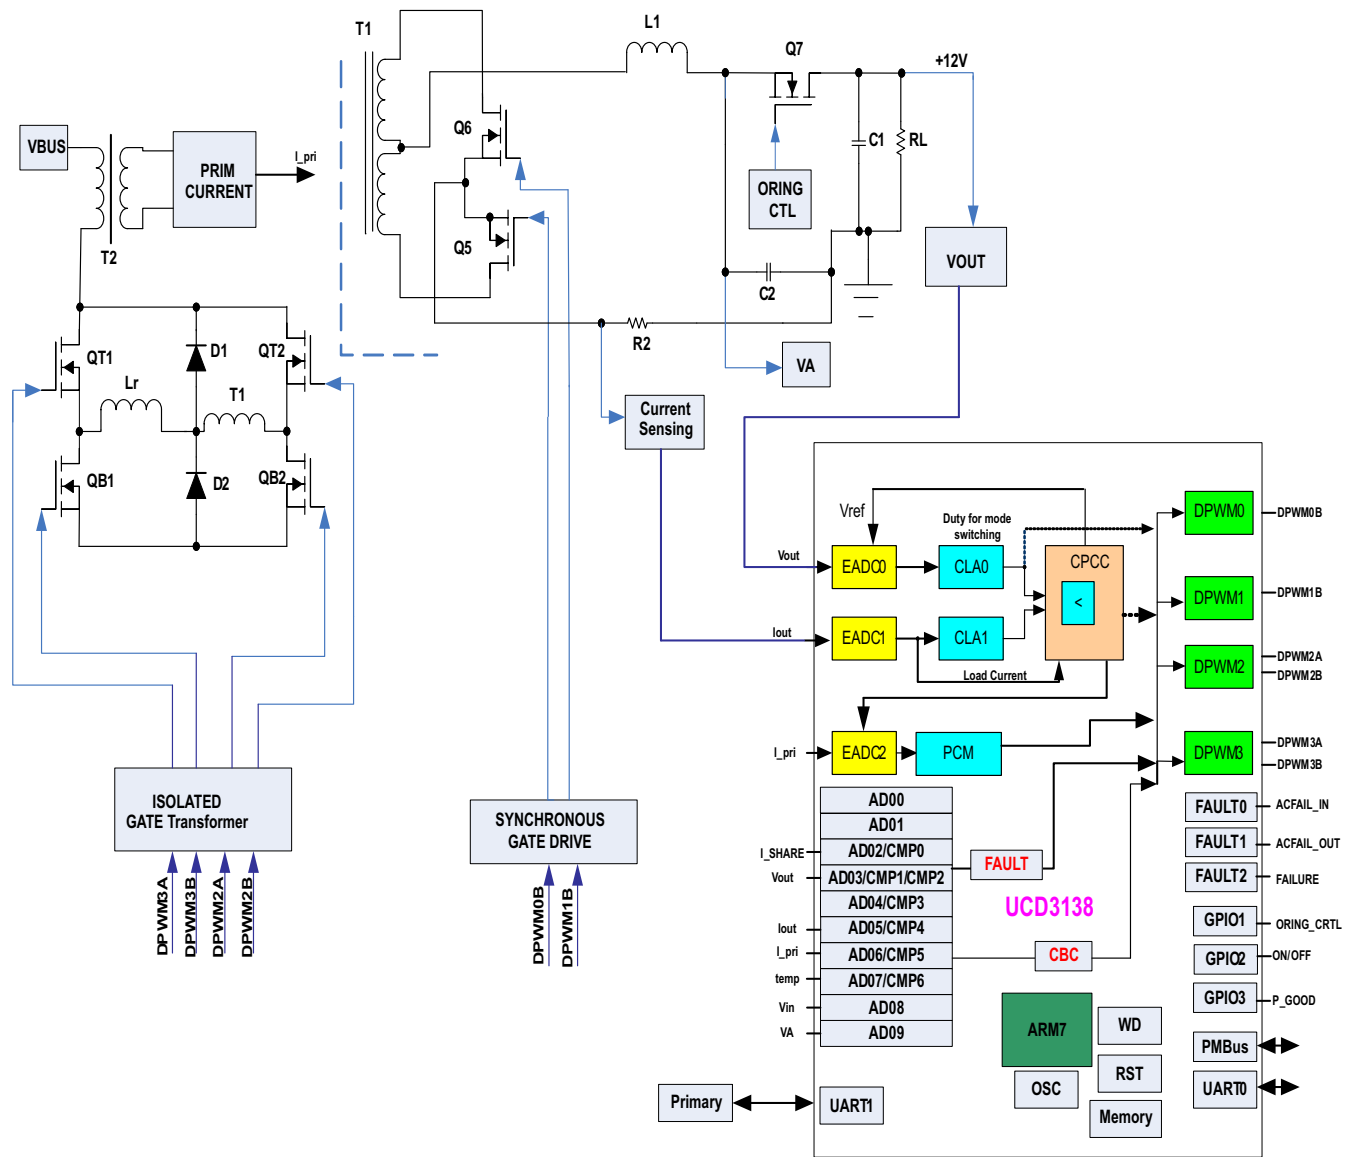 T1
L1
Q7
+12V
VBUS
PRIM
CURRENT
I_pri
T2
Q6
Q5
C1
RL
ORING
CTL
VOUT
C2
R2
VA
QT1
D1
QT2
Lr
T1
QB1
D2
QB2
Current
Sensing
ISOLATED
GATE Transformer
DPWM3A
DPWM3B
DPWM2A
DPWM2B
SYNCHRONOUS
GATE DRIVE
DPWM0B
DPWM1B
Vref
Duty for mode
switching
Vout
EADC0
CLA0
CPCC
<
Iout
EADC1
CLA1
Load Current
I_pri
EADC2
PCM
DPWM0
DPWM0B
DPWM1
DPWM1B
DPWM2
DPWM2A
DPWM2B
DPWM3
DPWM3A
DPWM3B
AD00
AD01
I_SHARE
AD02/CMP0
Vout
AD03/CMP1/CMP2
AD04/CMP3
Iout
AD05/CMP4
I_pri
AD06/CMP5
temp
AD07/CMP6
Vin
AD08
VA
AD09
FAULT
UCD3138
CBC
FAULT0
ACFAIL_IN
FAULT1
ACFAIL_OUT
FAULT2
FAILURE
GPIO1
ORING_CRTL
GPIO2
ON/OFF
GPIO3
P_GOOD
ARM7
WD
RST
OSC
Memory
PMBus
UART0
Primary
UART1